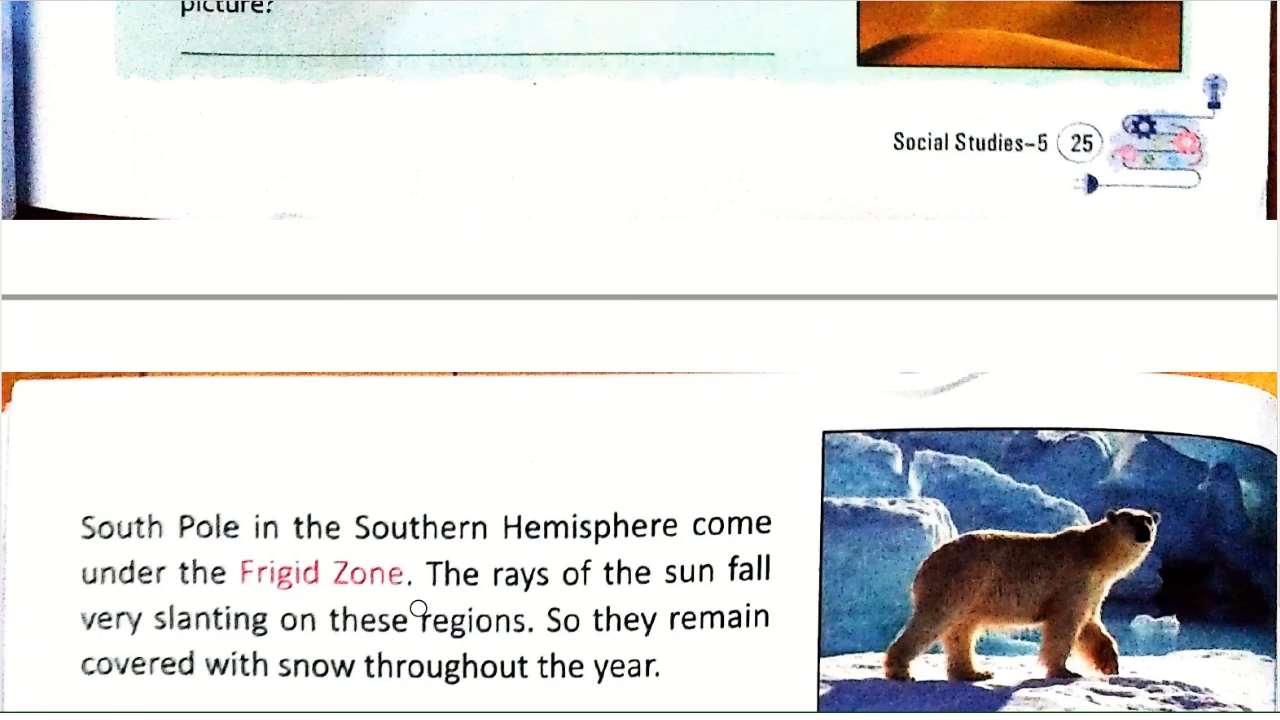 picture?
Social Studies-5 25
South Pole in the Southern Hemisphere come
under the Frigid Zone. The rays of the sun fall
very slanting on these regions. So they remain
covered with snow throughout the year.